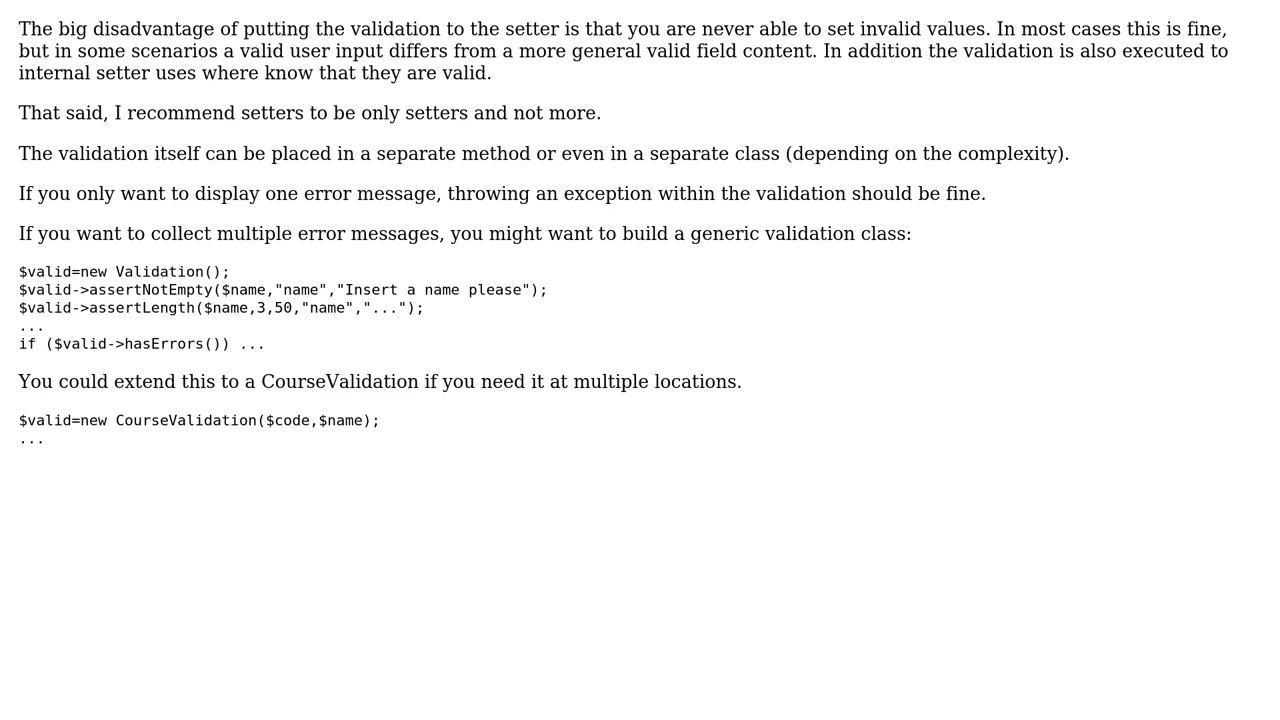 The big disadvantage of putting the validation to the setter is that you are never able to set invalid values. In most cases this is fine,
but in some scenarios a valid user input differs from a more general valid field content. In addition the validation is also executed to
internal setter uses where know that they are valid.
That said, I recommend setters to be only setters and not more.
The validation itself can be placed in a separate method or even in a separate class (depending on the complexity).
If you only want to display one error message, throwing an exception within the validation should be fine.
If you want to collect multiple error messages, you might want to build a generic validation class:
$valid=new Validation();
$valid->assertNotEmpty($name,"name","Insert a name please");
$valid->assertLength($name,3,50,"name","...");
...
if ($valid->hasErrors()) ...
You could extend this to a CourseValidation if you need it at multiple locations.
$valid=new CourseValidation($code,$name);
...